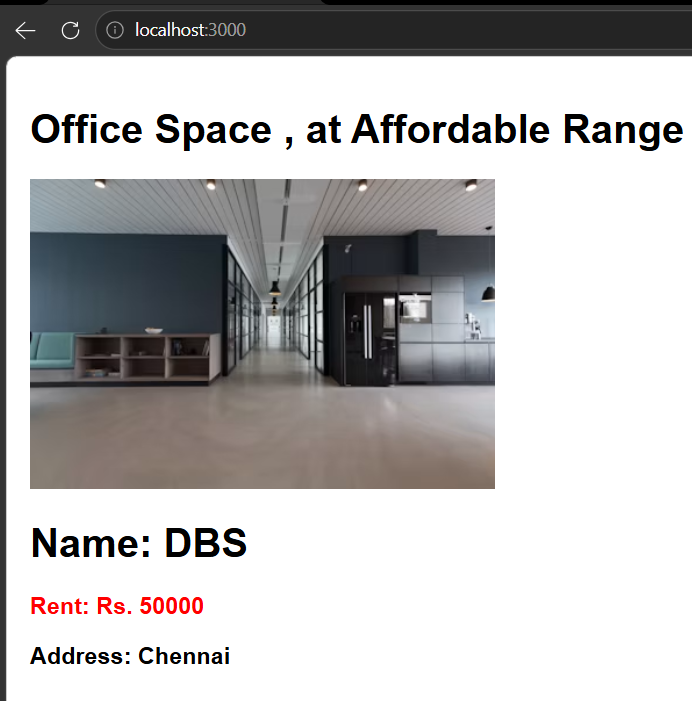 localhost:3000
Office Space , at Affordable Range
Name: DBS
Rent: Rs. 50000
Address: Chennai